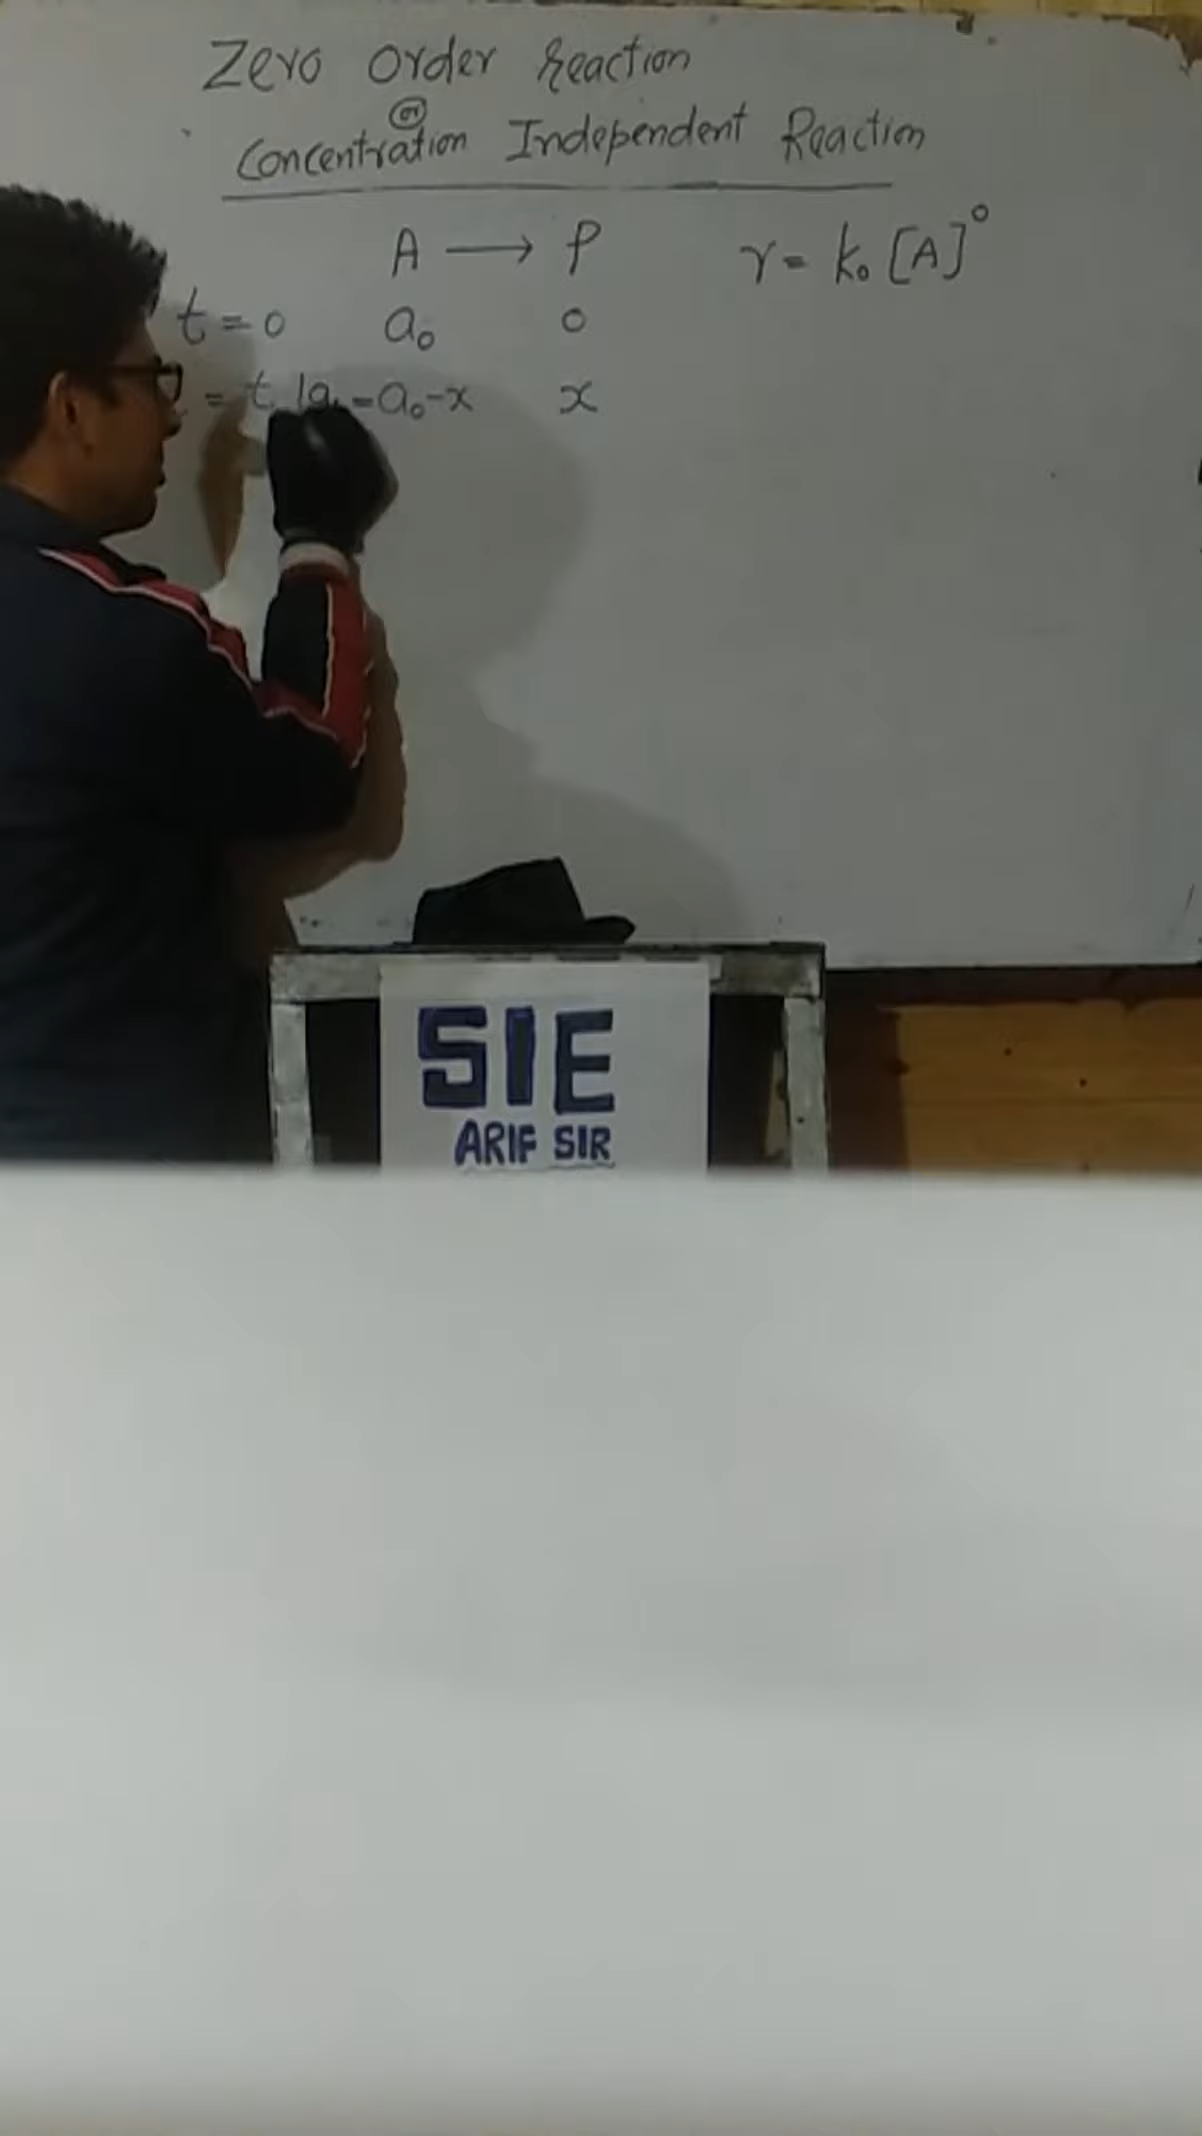 Zero Order Reaction
or
Concentration Independent Reaction
A → P r = k₀ [A]⁰
t = 0 a₀ 0
= t = a₀-x x
SIE
ARIF SIR